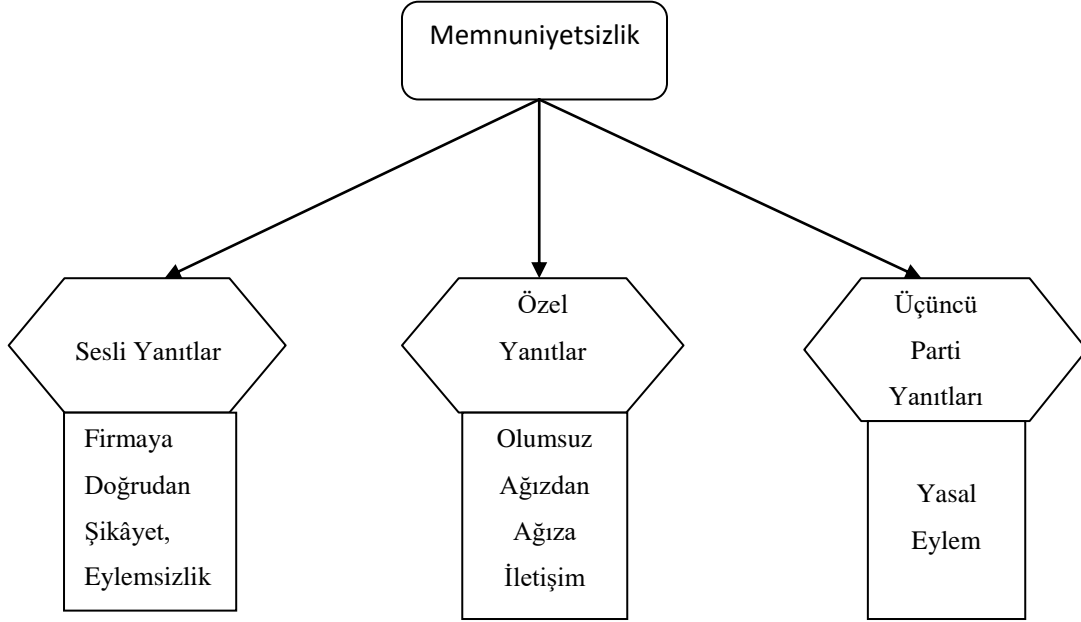 Memnuniyetsizlik
Sesli Yanıtlar
Firmaya
Doğrudan
Şikâyet,
Eylemsizlik
Özel
Yanıtlar
Olumsuz
Ağızdan
Ağıza
İletişim
Üçüncü
Parti
Yanıtları
Yasal
Eylem